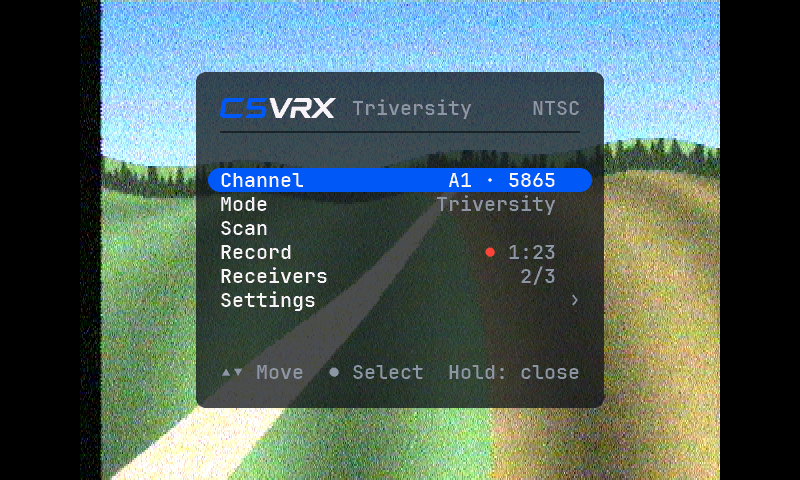 C5VRX Triversity NTSC
Channel A1 · 5865
Mode Triversity
Scan
Record ● 1:23
Receivers 2/3
Settings ›
▲▼ Move ● Select Hold: close